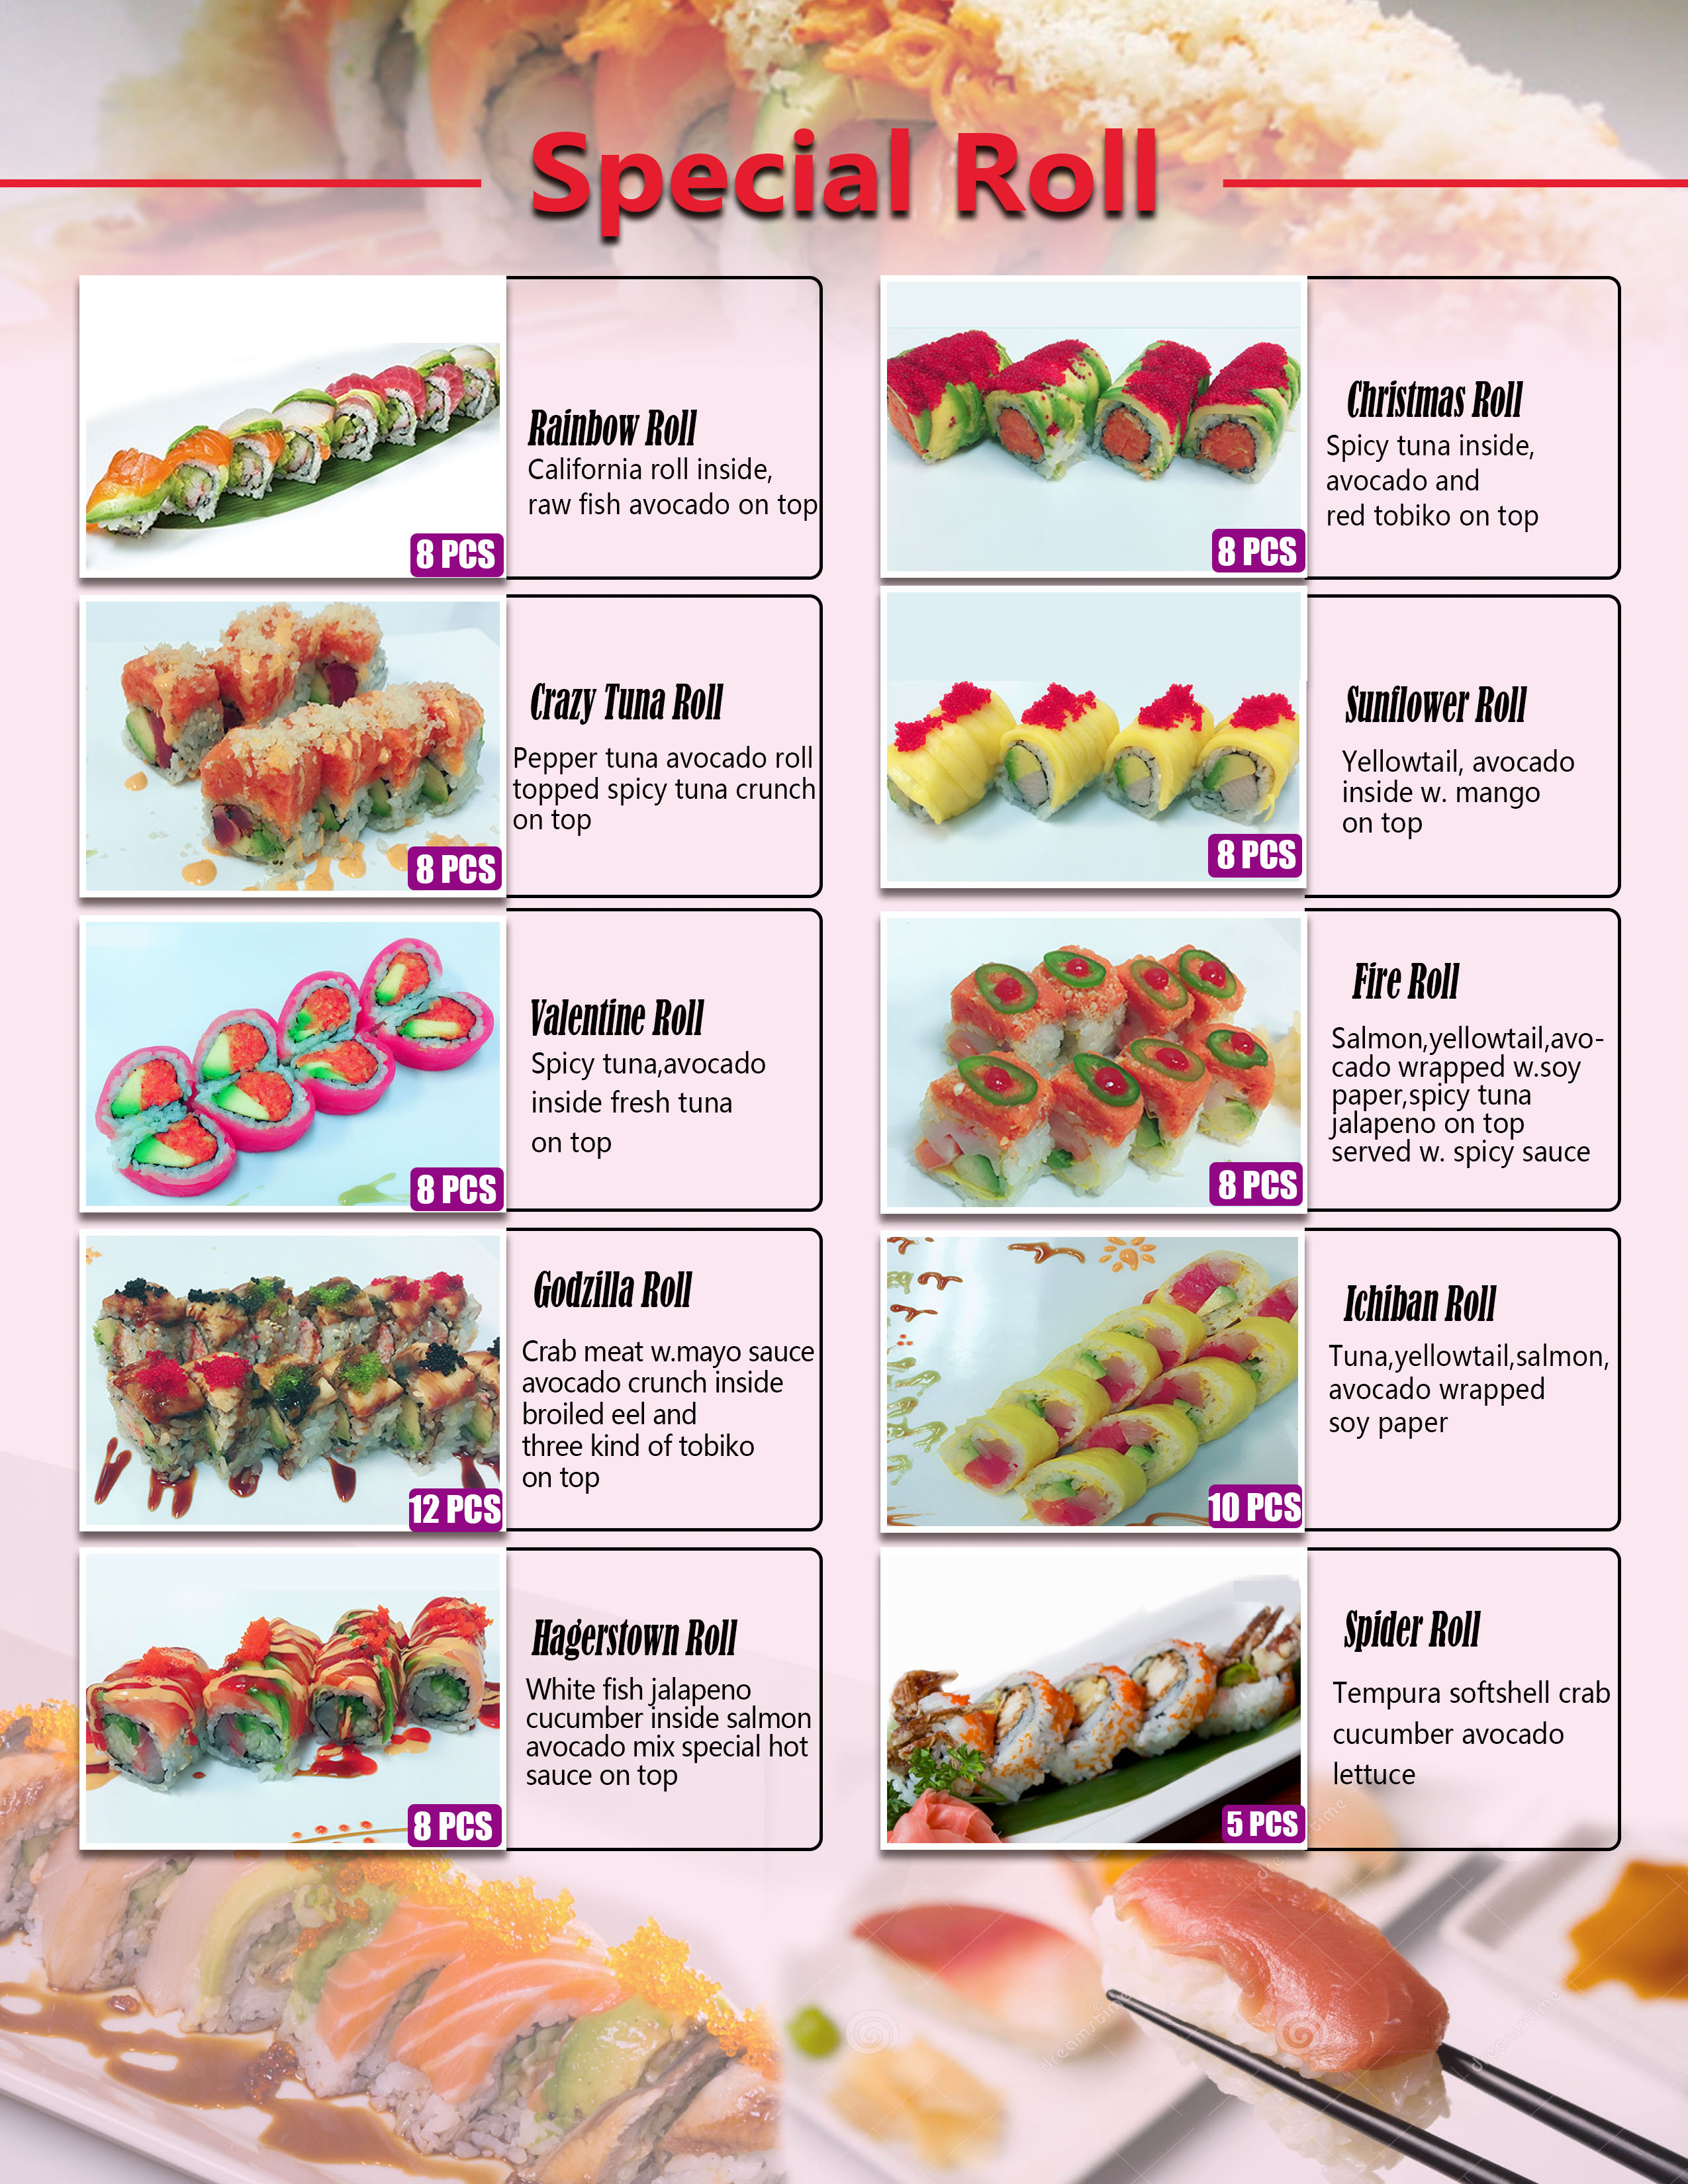 Special Roll
Rainbow Roll
California roll inside,
raw fish avocado on top
8 PCS
Christmas Roll
Spicy tuna inside,
avocado and
red tobiko on top
8 PCS
Crazy Tuna Roll
Pepper tuna avocado roll
topped spicy tuna crunch
on top
8 PCS
Sunflower Roll
Yellowtail, avocado
inside w. mango
on top
8 PCS
Valentine Roll
Spicy tuna,avocado
inside fresh tuna
on top
8 PCS
Fire Roll
Salmon,yellowtail,avo-
cado wrapped w.soy
paper,spicy tuna
jalapeno on top
served w. spicy sauce
8 PCS
Godzilla Roll
Crab meat w.mayo sauce
avocado crunch inside
broiled eel and
three kind of tobiko
on top
12 PCS
Ichiban Roll
Tuna,yellowtail,salmon,
avocado wrapped
soy paper
10 PCS
Hagerstown Roll
White fish jalapeno
cucumber inside salmon
avocado mix special hot
sauce on top
8 PCS
Spider Roll
Tempura softshell crab
cucumber avocado
lettuce
5 PCS
dreamstime
dreamstime
dreamstime